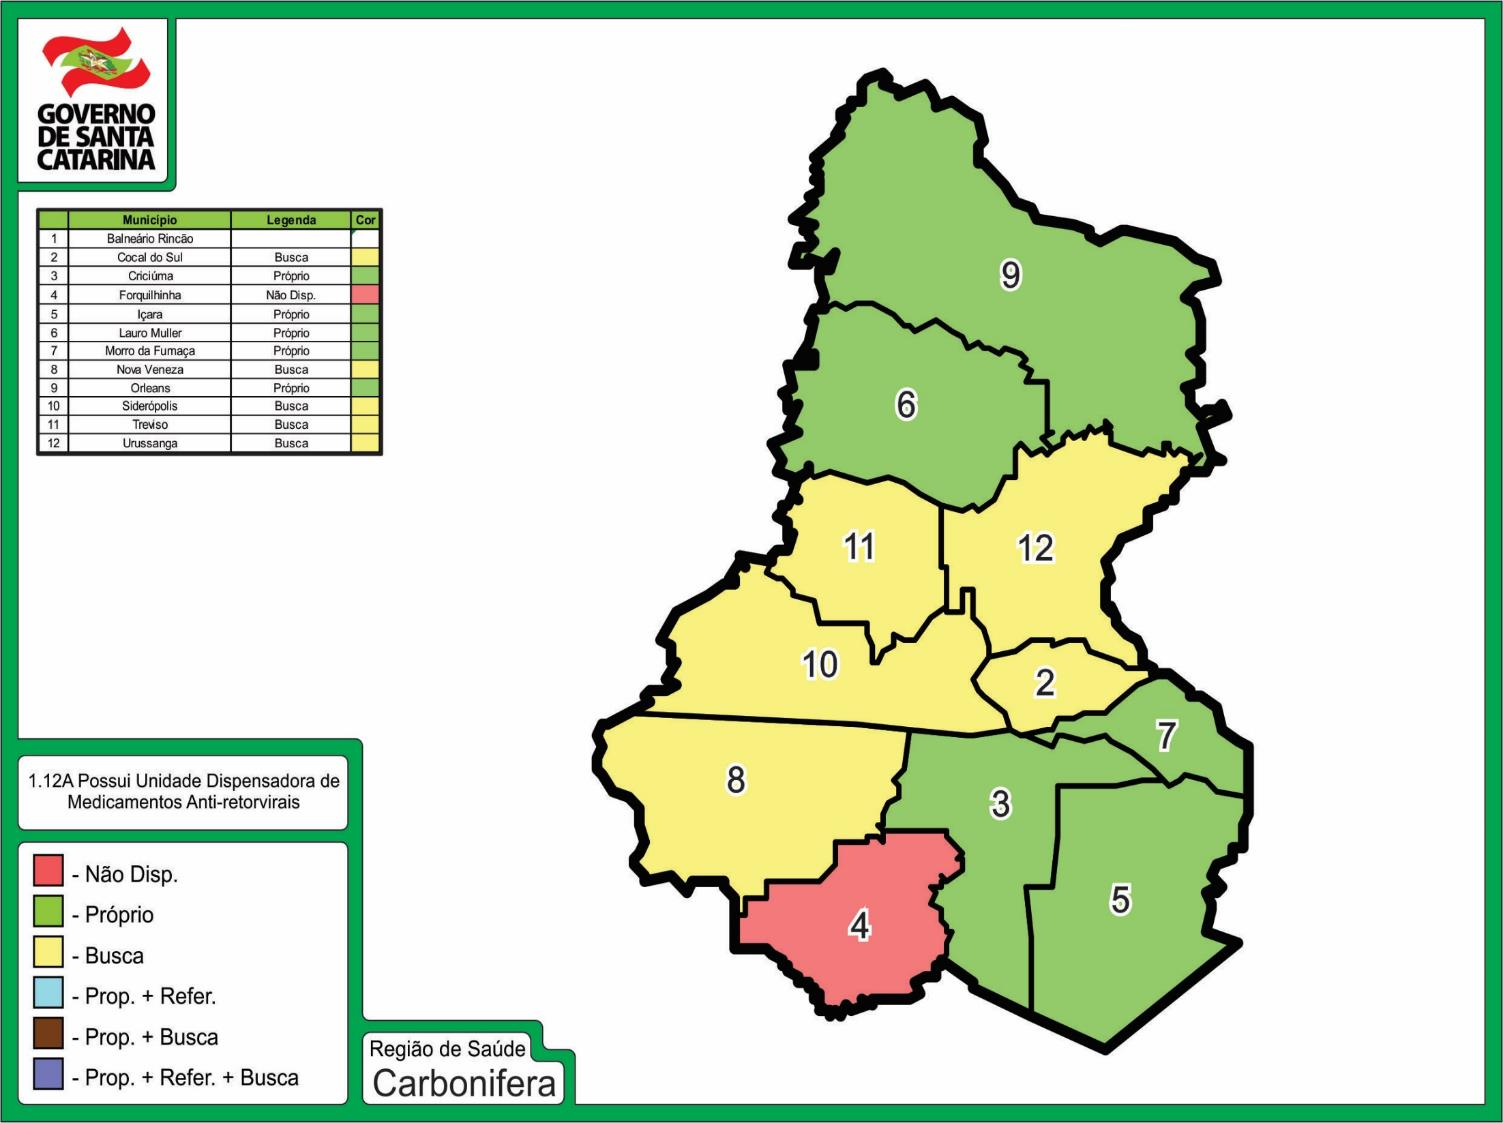 GOVERNO
DE SANTA
CATARINA
Município Legenda Cor
1 Balneário Rincão
2 Cocal do Sul Busca
3 Criciúma Próprio
4 Forquilhinha Não Disp.
5 Içara Próprio
6 Lauro Muller Próprio
7 Morro da Fumaça Próprio
8 Nova Veneza Busca
9 Orleans Próprio
10 Siderópolis Busca
11 Treviso Busca
12 Urussanga Busca
9
6
11
12
10
2
7
8
3
5
4
1.12A Possui Unidade Dispensadora de
Medicamentos Anti-retorvirais
- Não Disp.
- Próprio
- Busca
- Prop. + Refer.
- Prop. + Busca
- Prop. + Refer. + Busca
Região de Saúde
Carbonifera